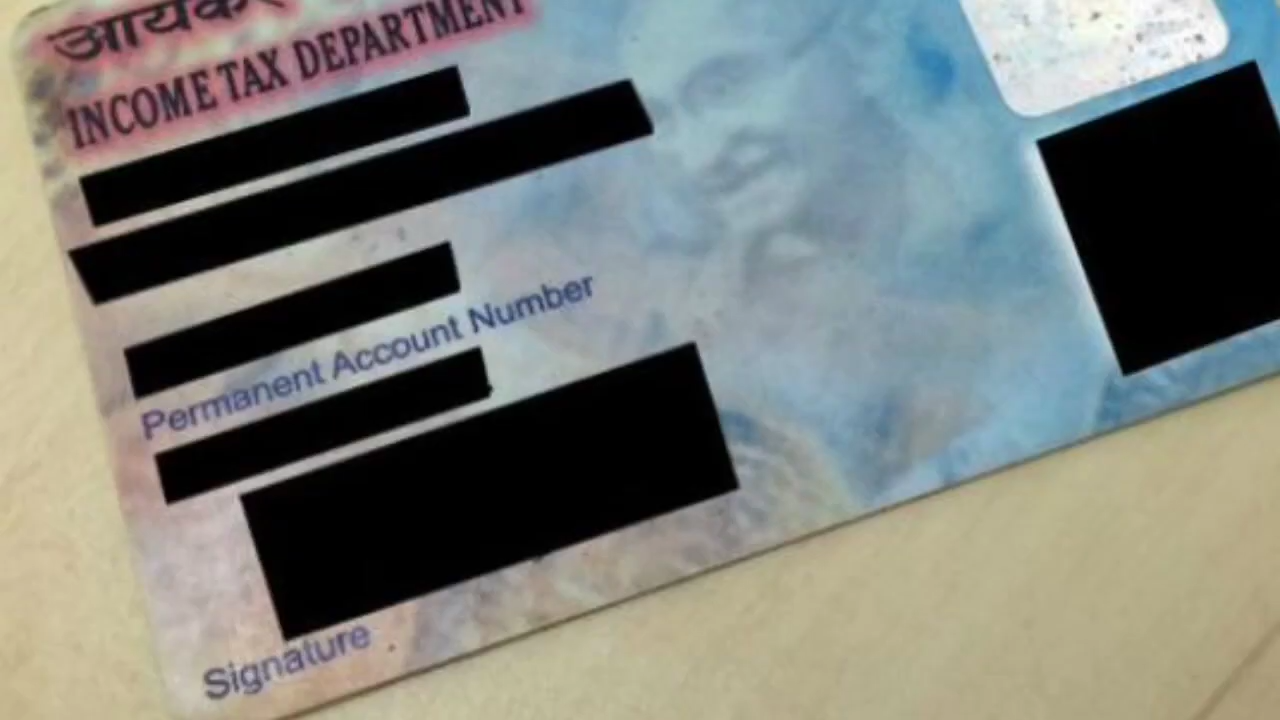 आयकर
INCOME TAX DEPARTMENT
Permanent Account Number
Signature